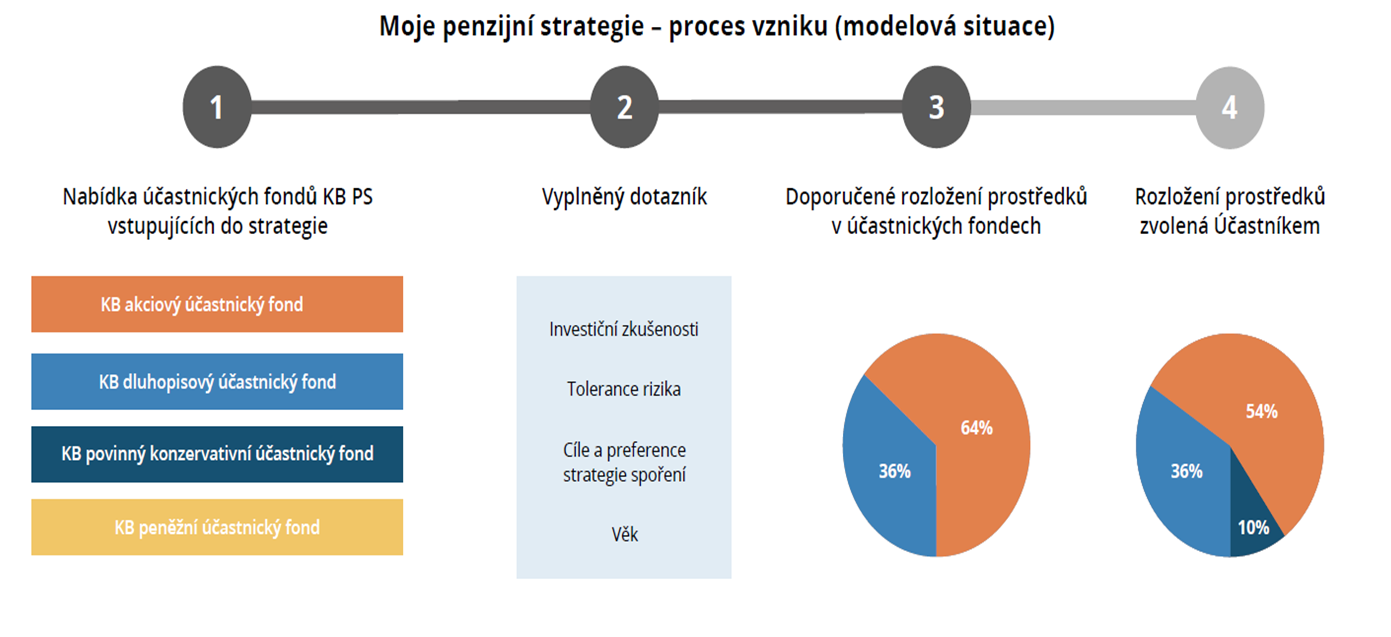 Moje penzijní strategie – proces vzniku (modelová situace)
1
2
3
4
Nabídka účastnických fondů KB PS
vstupujících do strategie
Vyplněný dotazník
Doporučené rozložení prostředků
v účastnických fondech
Rozložení prostředků
zvolená Účastníkem
KB akciový účastnický fond
KB dluhopisový účastnický fond
KB povinný konzervativní účastnický fond
KB peněžní účastnický fond
Investiční zkušenosti
Tolerance rizika
Cíle a preference
strategie spoření
Věk
64%
36%
54%
36%
10%